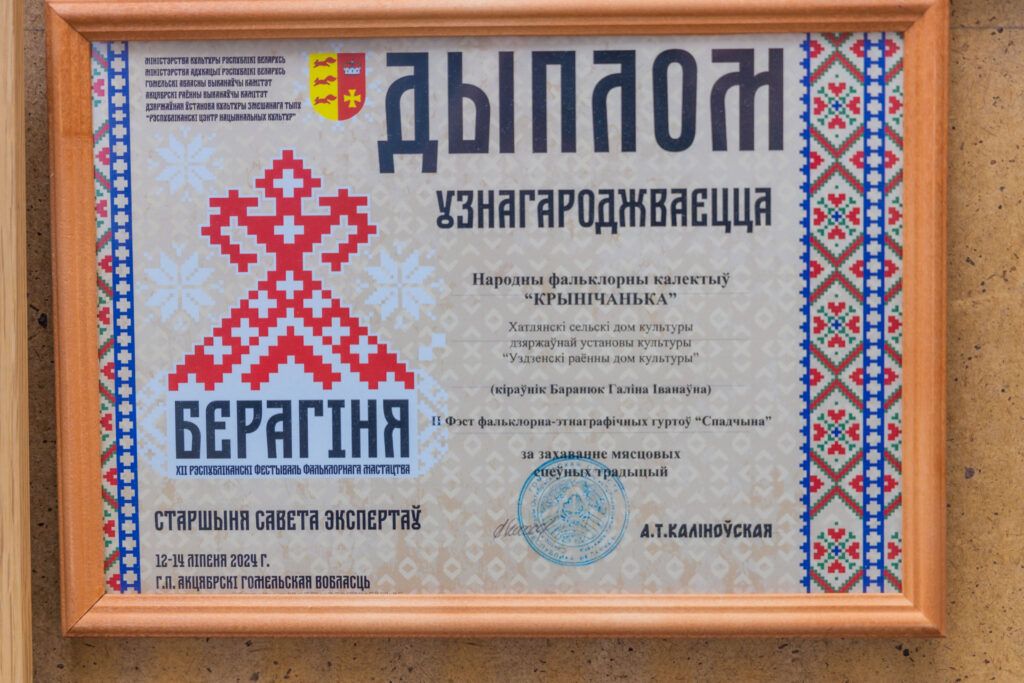 МІНІСТЭРСТВА КУЛЬТУРЫ РЭСПУБЛІКІ БЕЛАРУСЬ
МІНІСТЭРСТВА АДУКАЦЫІ РЭСПУБЛІКІ БЕЛАРУСЬ
ГОМЕЛЬСКІ АБЛАСНЫ ВЫКАНАЎЧЫ КАМІТЭТ
АКЦЯБРСКІ РАЁННЫ ВЫКАНАЎЧЫ КАМІТЭТ
ДЗЯРЖАЎНАЯ ЎСТАНОВА КУЛЬТУРЫ ЗМЕШАНАГА ТЫПУ
"РЭСПУБЛІКАНСКІ ЦЭНТР НАЦЫЯНАЛЬНЫХ КУЛЬТУР"
ДЫПЛОМ
УЗНАГАРОДЖВАЕЦЦА
Народны фальклорны калектыў
“КРЫНІЧАНЬКА”
Хатлянскі сельскі дом культуры
дзяржаўнай установы культуры
“Уздзенскі раённы дом культуры”
(кіраўнік Баранюк Галіна Іванаўна)
II Фэст фальклорна-этнаграфічных гуртоў “Спадчына”
за захаванне мясцовых
спеўных традыцый
БЕРАГІНЯ
XII РЭСПУБЛІКАНСКІ ФЕСТЫВАЛЬ ФАЛЬКЛОРНАГА МАСТАЦТВА
СТАРШЫНЯ САВЕТА ЭКСПЕРТАЎ
А.Т.КАЛІНОЎСКАЯ
12-14 ЛІПЕНЯ 2024 Г.
Г.П. АКЦЯБРСКІ ГОМЕЛЬСКАЯ ВОБЛАСЦЬ